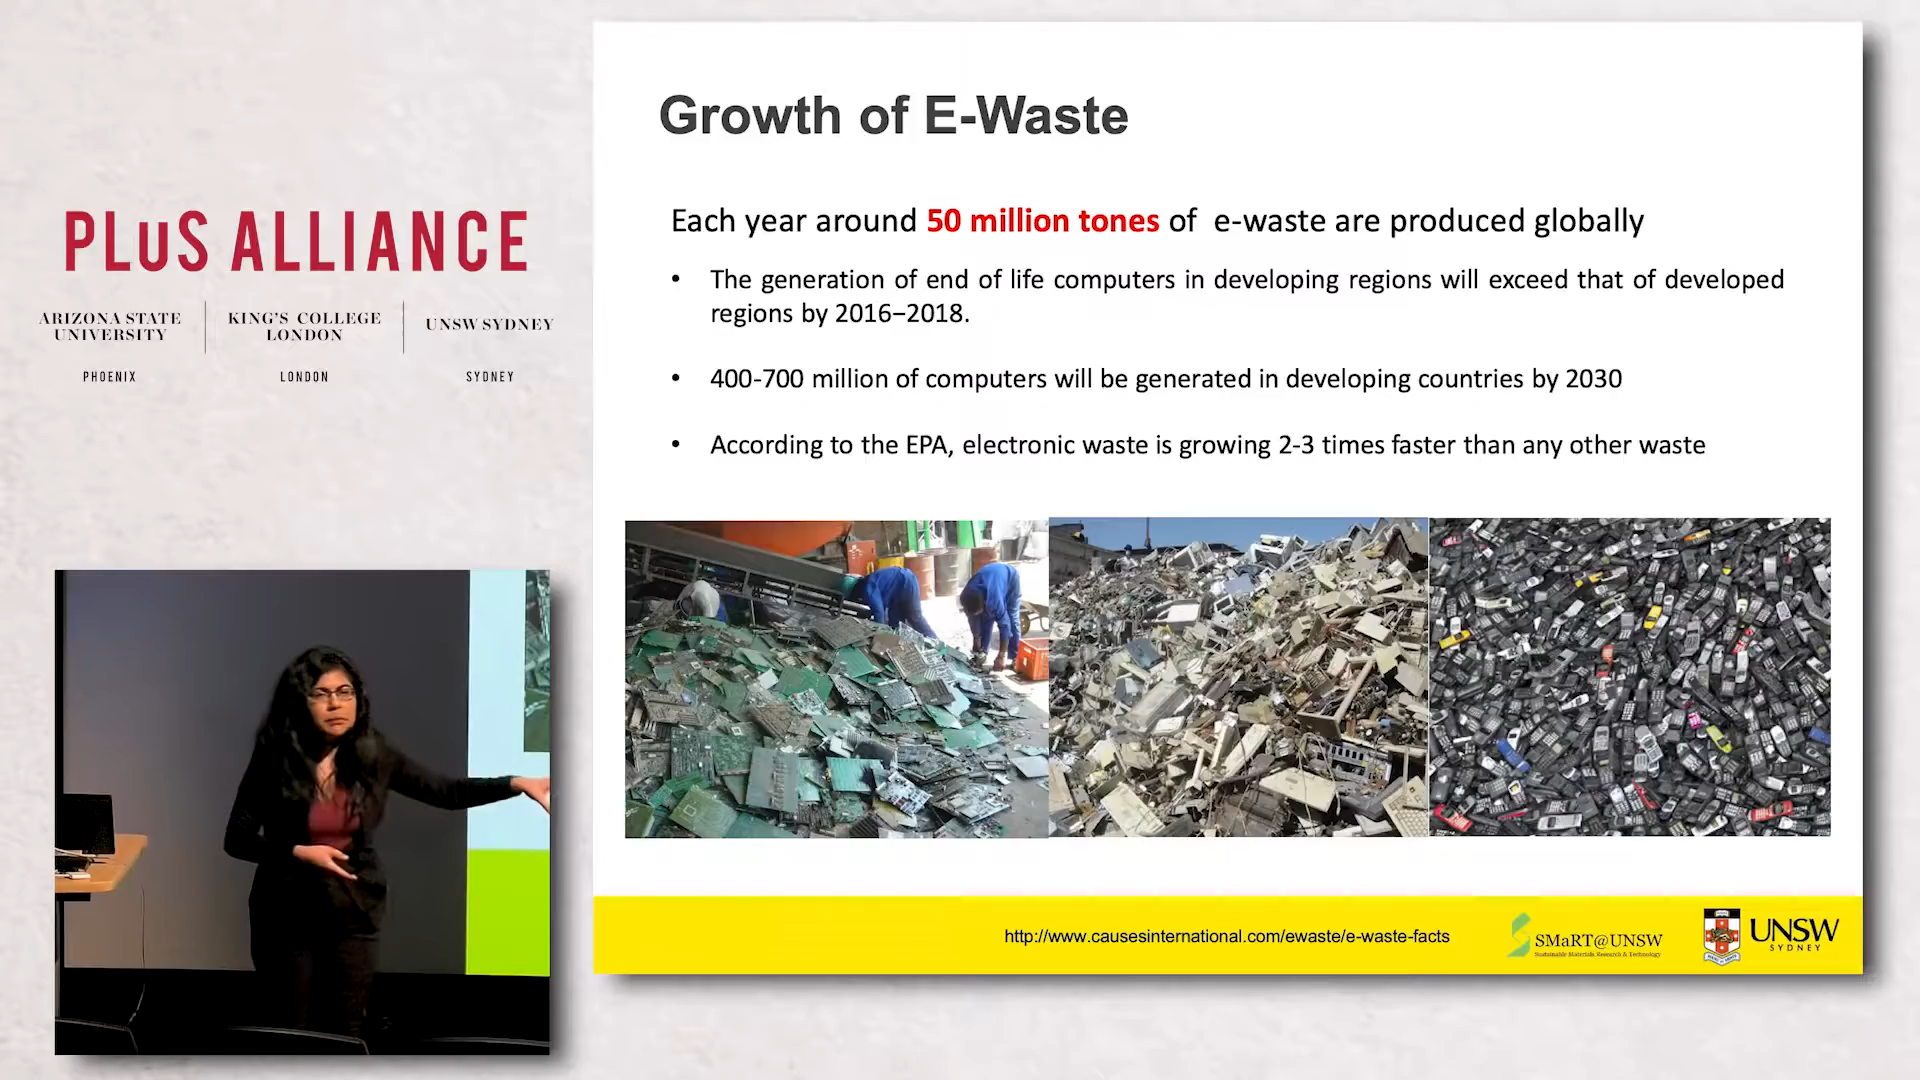 PLuS ALLIANCE
ARIZONA STATE
UNIVERSITY
PHOENIX
KING'S COLLEGE
LONDON
LONDON
UNSW SYDNEY
SYDNEY
Growth of E-Waste
Each year around 50 million tones of e-waste are produced globally
• The generation of end of life computers in developing regions will exceed that of developed
regions by 2016–2018.
• 400-700 million of computers will be generated in developing countries by 2030
• According to the EPA, electronic waste is growing 2-3 times faster than any other waste
http://www.causesinternational.com/ewaste/e-waste-facts
SMaRT@UNSW
Sustainable Materials Research & Technology
UNSW
SYDNEY